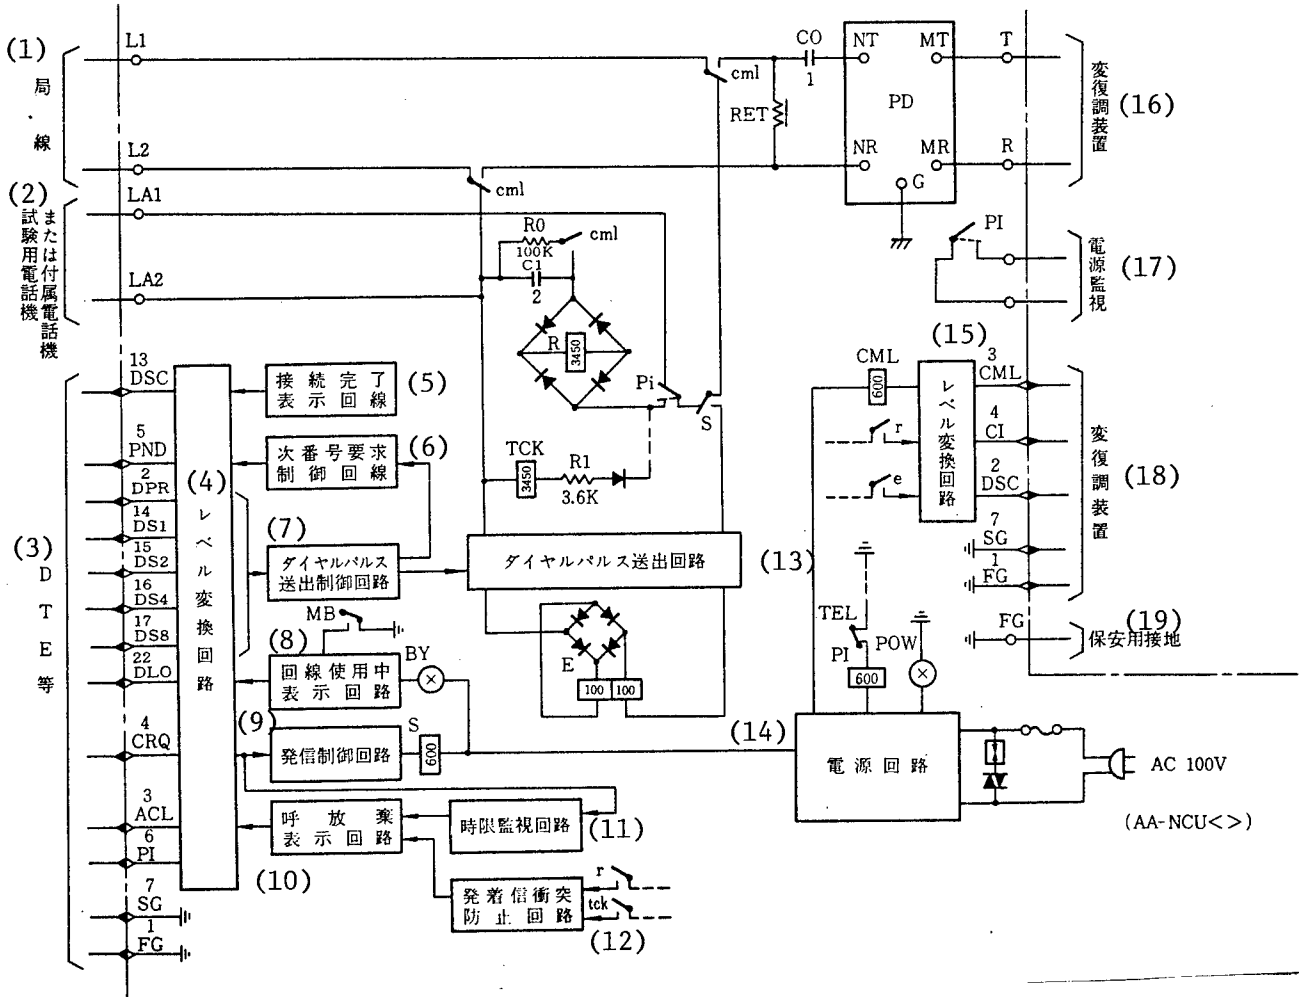 (1)
局・線
L1
L2
(2)
試験用電話機
または付属電話機
LA1
LA2
cml
cml
CO
1
RET
NT
MT
PD
NR
MR
G
T
R
変復調装置
(16)
R0
100K
cml
C1
2
R
3450
PI
電源監視
(17)
(3)
DTE等
13
DSC
5
PND
2
DPR
14
DS1
15
DS2
16
DS4
17
DS8
22
DLO
4
CRQ
3
ACL
6
PI
7
SG
1
FG
(4)
レベル変換回路
接続完了
表示回線
(5)
次番号要求
制御回線
(6)
(7)
ダイヤルパルス
送出制御回路
MB
(8)
回線使用中
表示回路
BY
(9)
発信制御回路
S
600
呼放棄
表示回路
(10)
時限監視回路
(11)
発着信衝突
防止回路
(12)
r
tck
Pi
S
TCK
3450
R1
3.6K
ダイヤルパルス送出回路
(13)
E
100
100
(14)
電源回路
TEL
PI
600
POW
AC 100V
(AA-NCU<>)
(15)
CML
600
r
e
レベル変換回路
3
CML
4
CI
2
DSC
7
SG
1
FG
変復調装置
(18)
FG
(19)
保安用接地